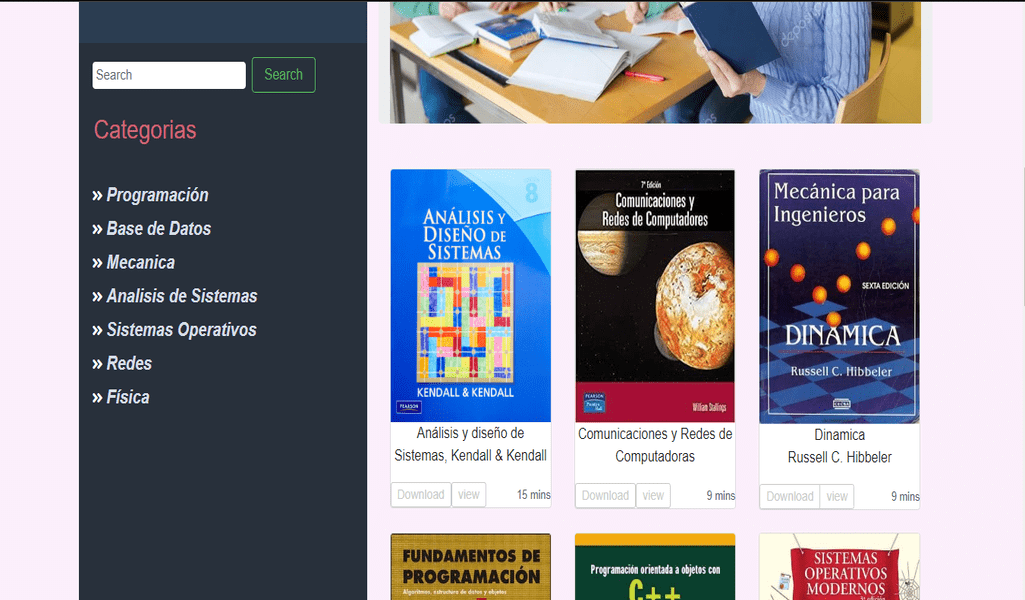 Search Search
Categorias
» Programación
» Base de Datos
» Mecanica
» Analisis de Sistemas
» Sistemas Operativos
» Redes
» Física
8
ANÁLISIS Y
DISEÑO DE
SISTEMAS
KENDALL & KENDALL
PEARSON
Análisis y diseño de
Sistemas, Kendall & Kendall
Download view 15 mins
7ª Edición
Comunicaciones y
Redes de Computadores
PEARSON
Prentice
Hall
William Stallings
Comunicaciones y Redes de
Computadoras
Download view 9 mins
Mecánica para
Ingenieros
SEXTA EDICIÓN
DINÁMICA
Russell C. Hibbeler
Dinamica
Russell C. Hibbeler
Download view 9 mins
FUNDAMENTOS DE
PROGRAMACIÓN
Algoritmos, estructura de datos y objetos
Programación orientada a objetos con
C++
SISTEMAS
OPERATIVOS
MODERNOS